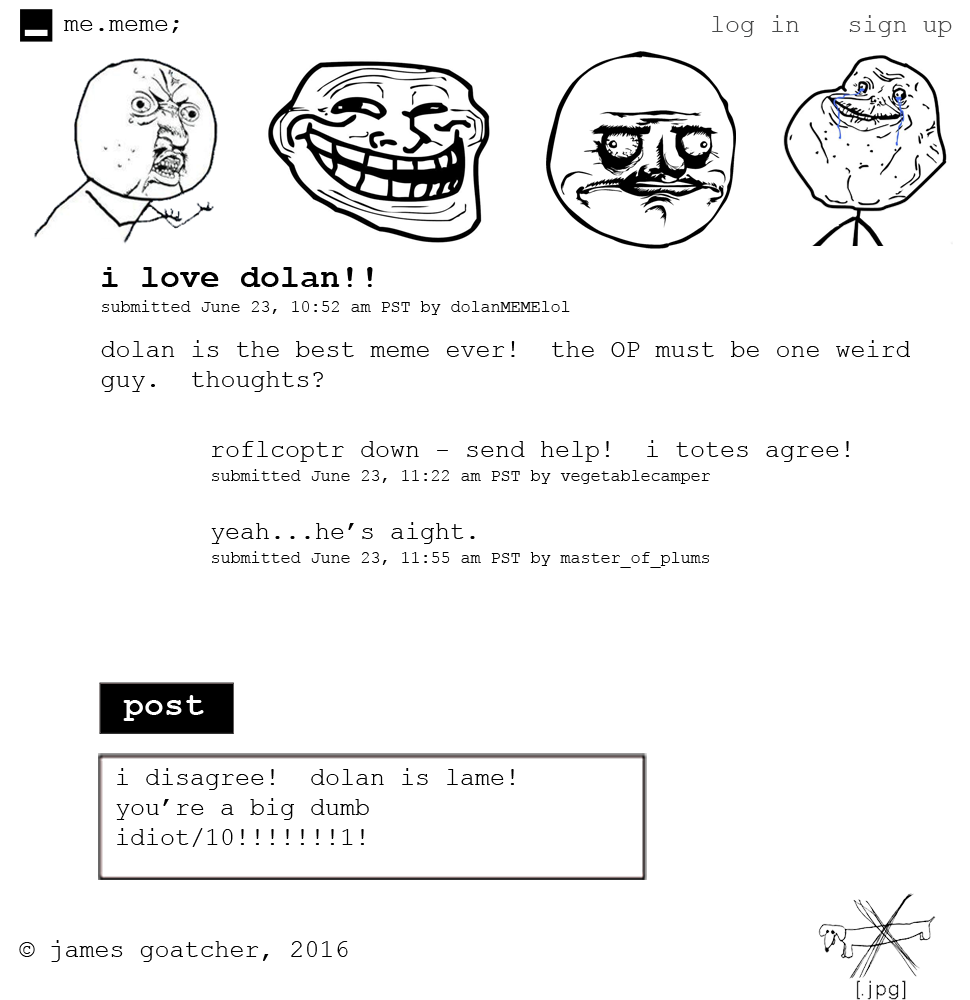 me.meme;
log in sign up
i love dolan!!
submitted June 23, 10:52 am PST by dolanMEMElol
dolan is the best meme ever!  the OP must be one weird
guy.  thoughts?
roflcoptr down – send help!  i totes agree!
submitted June 23, 11:22 am PST by vegetablecamper
yeah...he’s aight.
submitted June 23, 11:55 am PST by master_of_plums
post
i disagree!  dolan is lame!
you’re a big dumb
idiot/10!!!!!!!1!
© james goatcher, 2016
[.jpg]